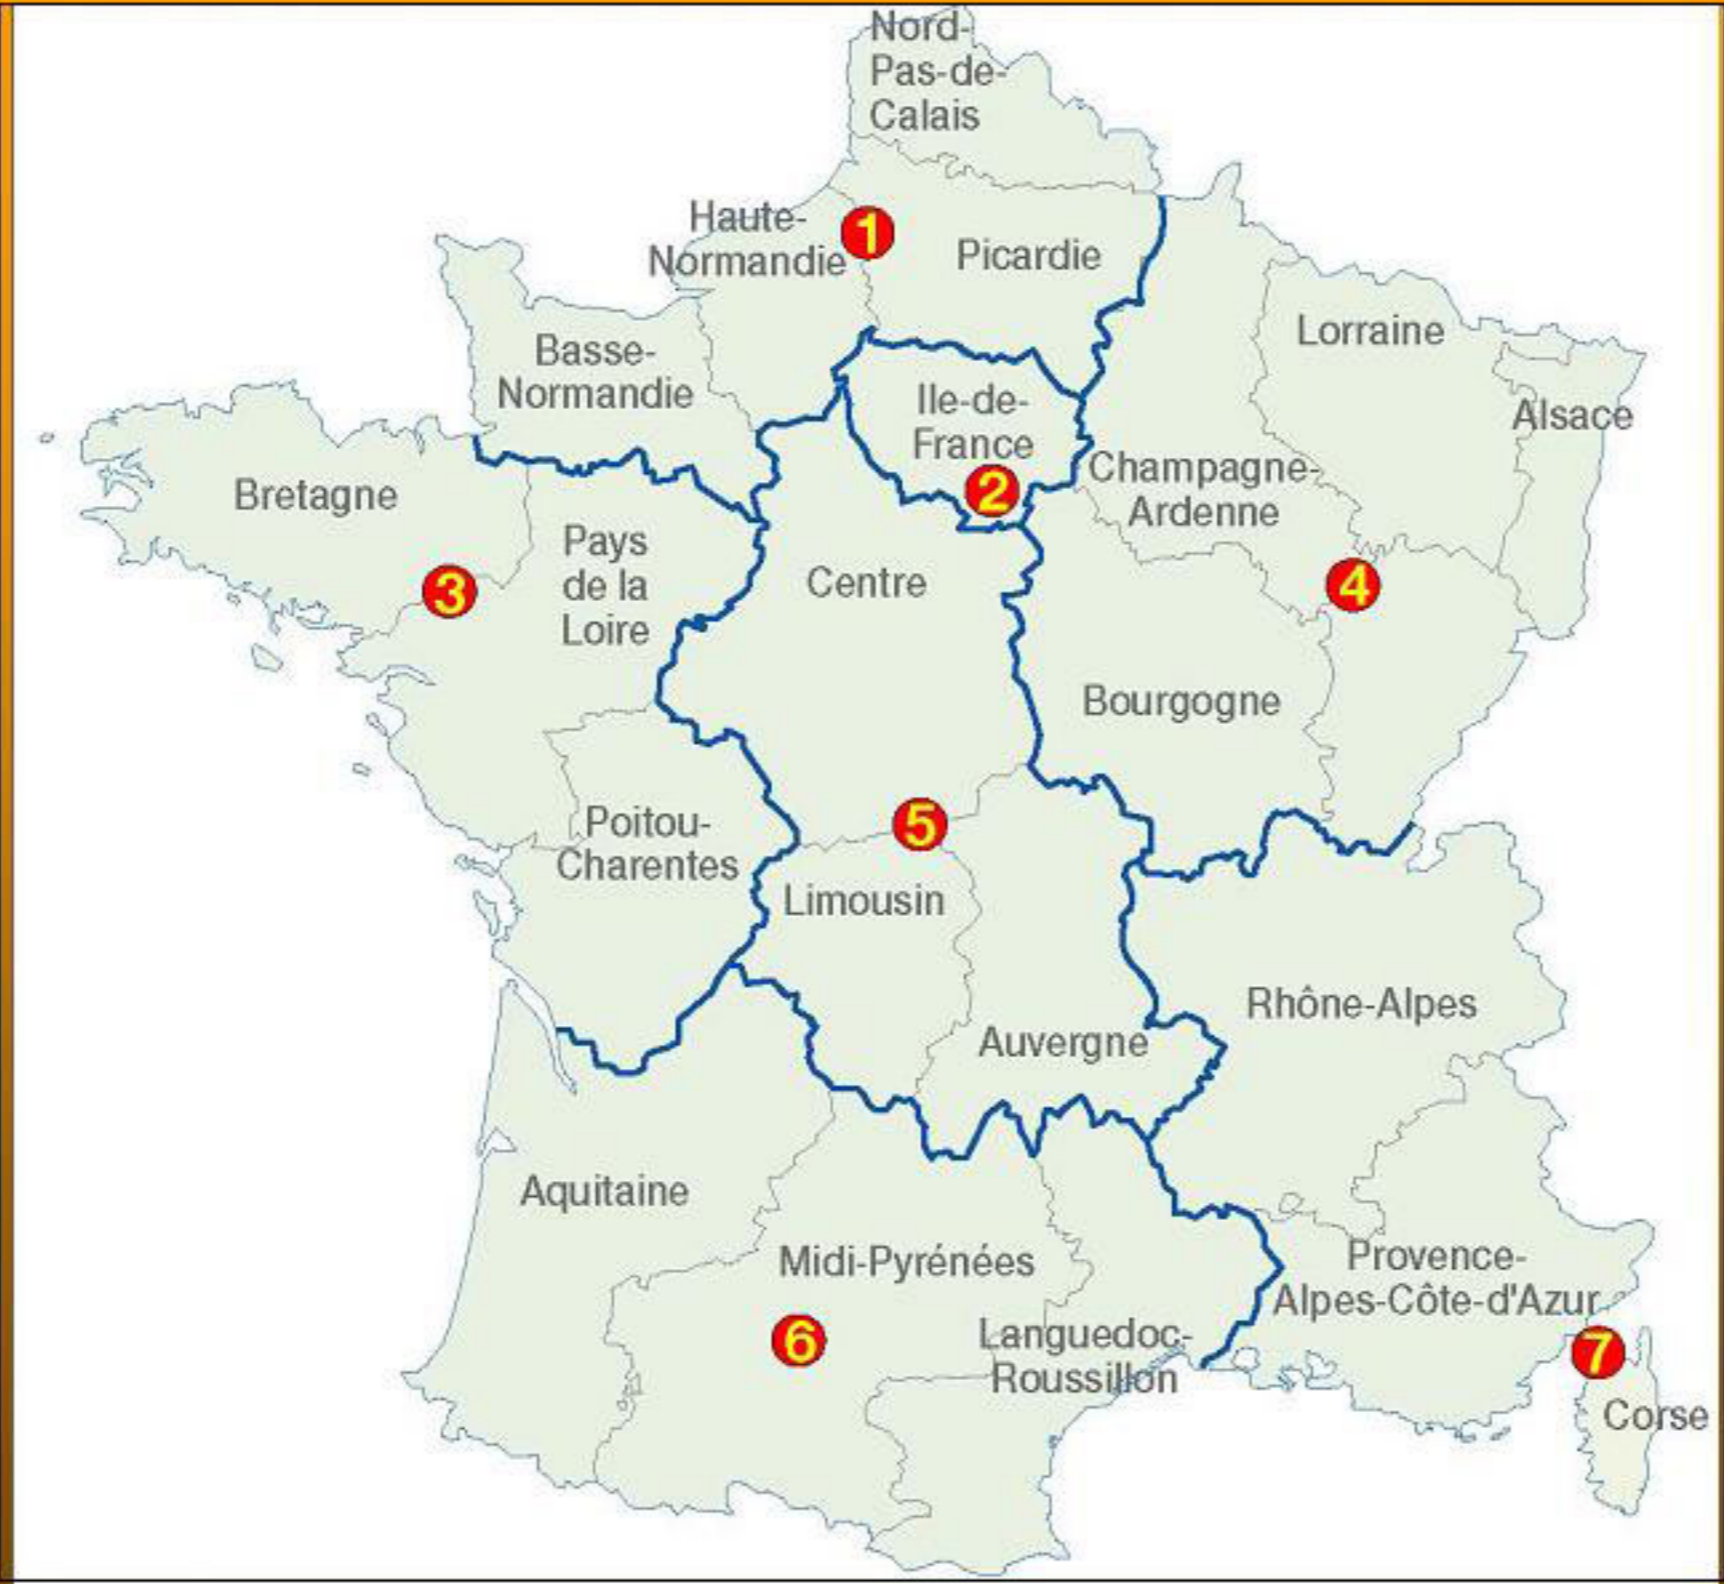 Nord-
Pas-de-
Calais
Haute-
Normandie
1
Picardie
Basse-
Normandie
Ile-de-
France
2
Lorraine
Alsace
Champagne-
Ardenne
Bretagne
3
Pays
de la
Loire
Centre
4
Bourgogne
5
Poitou-
Charentes
Limousin
Auvergne
Rhône-Alpes
Aquitaine
Midi-Pyrénées
6
Languedoc-
Roussillon
Provence-
Alpes-Côte-d'Azur
7
Corse